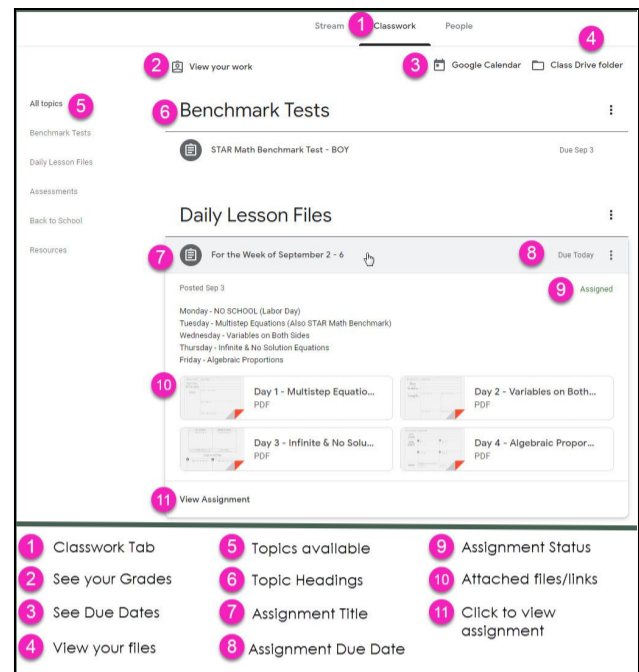 Stream 1 Classwork People
4
2 View your work 3 Google Calendar Class Drive folder
All topics 5
Benchmark Tests
Daily Lesson Files
Assessments
Back to School
Resources
6 Benchmark Tests
STAR Math Benchmark Test - BOY Due Sep 3
Daily Lesson Files
7 For the Week of September 2 - 6 8 Due Today
Posted Sep 3 9 Assigned
Monday - NO SCHOOL (Labor Day)
Tuesday - Multistep Equations (Also STAR Math Benchmark)
Wednesday - Variables on Both Sides
Thursday - Infinite & No Solution Equations
Friday - Algebraic Proportions
10
Day 1 - Multistep Equatio...
PDF
Day 2 - Variables on Both...
PDF
Day 3 - Infinite & No Solu...
PDF
Day 4 - Algebraic Propor...
PDF
11 View Assignment
1 Classwork Tab
2 See your Grades
3 See Due Dates
4 View your files
5 Topics available
6 Topic Headings
7 Assignment Title
8 Assignment Due Date
9 Assignment Status
10 Attached files/links
11 Click to view
assignment